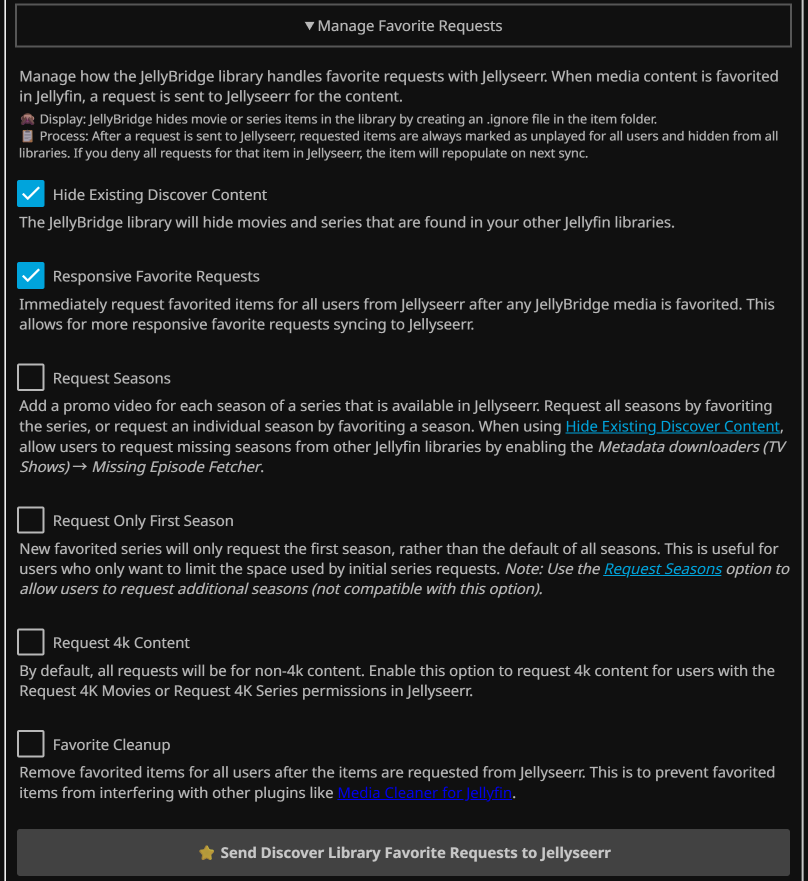 ▼ Manage Favorite Requests
Manage how the JellyBridge library handles favorite requests with Jellyseerr. When media content is favorited
in Jellyfin, a request is sent to Jellyseerr for the content.
Display: JellyBridge hides movie or series items in the library by creating an .ignore file in the item folder.
Process: After a request is sent to Jellyseerr, requested items are always marked as unplayed for all users and hidden from all
libraries. If you deny all requests for that item in Jellyseerr, the item will repopulate on next sync.
Hide Existing Discover Content
The JellyBridge library will hide movies and series that are found in your other Jellyfin libraries.
Responsive Favorite Requests
Immediately request favorited items for all users from Jellyseerr after any JellyBridge media is favorited. This
allows for more responsive favorite requests syncing to Jellyseerr.
Request Seasons
Add a promo video for each season of a series that is available in Jellyseerr. Request all seasons by favoriting
the series, or request an individual season by favoriting a season. When using Hide Existing Discover Content,
allow users to request missing seasons from other Jellyfin libraries by enabling the Metadata downloaders (TV
Shows) → Missing Episode Fetcher.
Request Only First Season
New favorited series will only request the first season, rather than the default of all seasons. This is useful for
users who only want to limit the space used by initial series requests. Note: Use the Request Seasons option to
allow users to request additional seasons (not compatible with this option).
Request 4k Content
By default, all requests will be for non-4k content. Enable this option to request 4k content for users with the
Request 4K Movies or Request 4K Series permissions in Jellyseerr.
Favorite Cleanup
Remove favorited items for all users after the items are requested from Jellyseerr. This is to prevent favorited
items from interfering with other plugins like Media Cleaner for Jellyfin.
Send Discover Library Favorite Requests to Jellyseerr